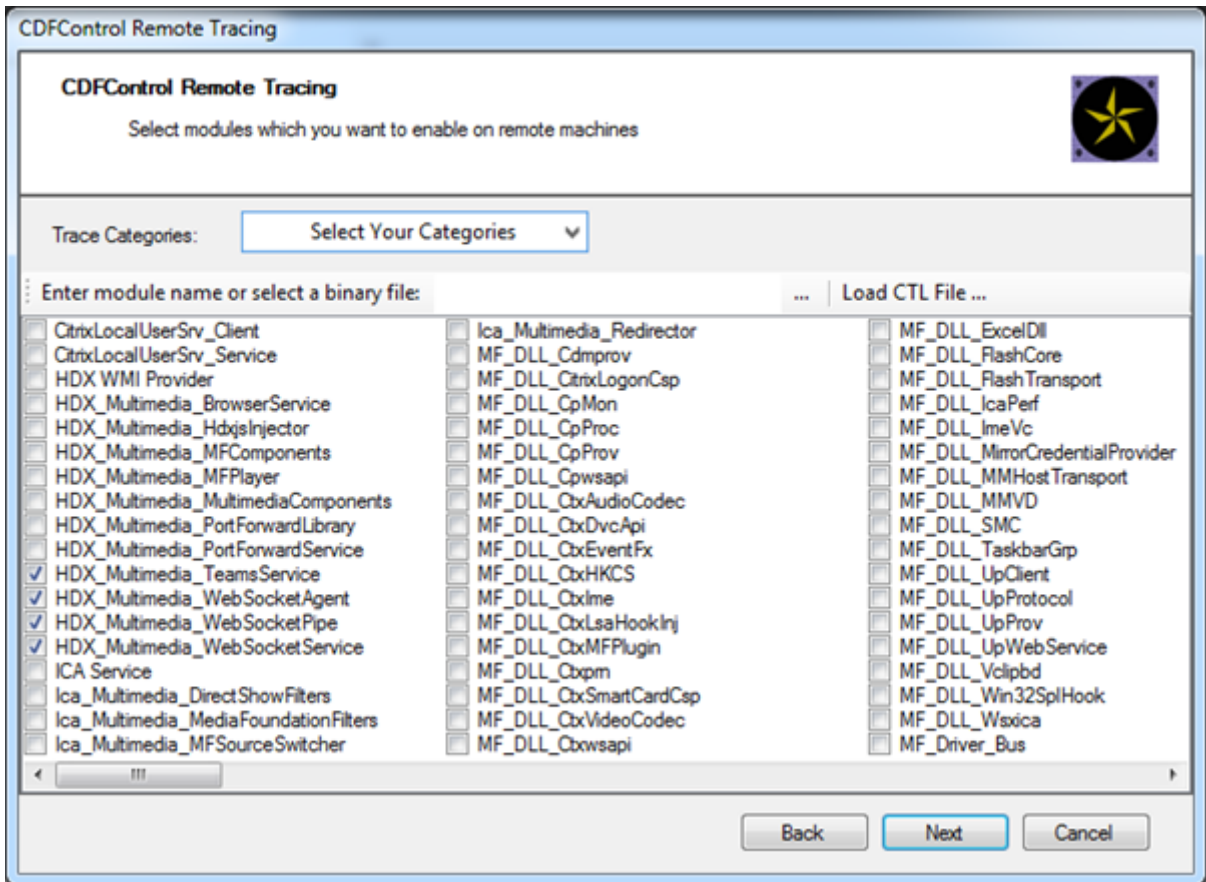 CDFControl Remote Tracing
CDFControl Remote Tracing
Select modules which you want to enable on remote machines
Trace Categories:
Select Your Categories
Enter module name or select a binary file:
...
Load CTL File ...
CitrixLocalUserSrv_Client
CitrixLocalUserSrv_Service
HDX WMI Provider
HDX_Multimedia_BrowserService
HDX_Multimedia_HdxjsInjector
HDX_Multimedia_MFComponents
HDX_Multimedia_MFPlayer
HDX_Multimedia_MultimediaComponents
HDX_Multimedia_PortForwardLibrary
HDX_Multimedia_PortForwardService
HDX_Multimedia_TeamsService
HDX_Multimedia_WebSocketAgent
HDX_Multimedia_WebSocketPipe
HDX_Multimedia_WebSocketService
ICA Service
Ica_Multimedia_DirectShowFilters
Ica_Multimedia_MediaFoundationFilters
Ica_Multimedia_MFSourceSwitcher
Ica_Multimedia_Redirector
MF_DLL_Cdmprov
MF_DLL_CitrixLogonCsp
MF_DLL_CpMon
MF_DLL_CpProc
MF_DLL_CpProv
MF_DLL_Cpwsapi
MF_DLL_CtxAudioCodec
MF_DLL_CtxDvcApi
MF_DLL_CtxEventFx
MF_DLL_CtxHKCS
MF_DLL_CtxIme
MF_DLL_CtxLsaHookInj
MF_DLL_CtxMFPlugin
MF_DLL_Ctxprn
MF_DLL_CtxSmartCardCsp
MF_DLL_CtxVideoCodec
MF_DLL_Ctxwsapi
MF_DLL_ExcelDll
MF_DLL_FlashCore
MF_DLL_FlashTransport
MF_DLL_IcaPerf
MF_DLL_ImeVc
MF_DLL_MirrorCredentialProvider
MF_DLL_MMHostTransport
MF_DLL_MMVD
MF_DLL_SMC
MF_DLL_TaskbarGrp
MF_DLL_UpClient
MF_DLL_UpProtocol
MF_DLL_UpProv
MF_DLL_UpWebService
MF_DLL_Vclipbd
MF_DLL_Win32SplHook
MF_DLL_Wsxica
MF_Driver_Bus
Back
Next
Cancel